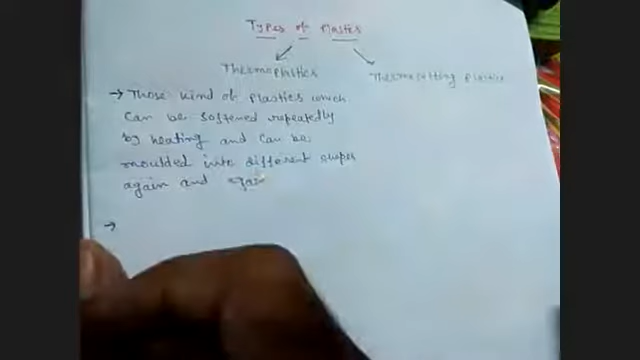 Types of Plastics
Thermoplastics
Thermosetting plastics
→ Those kind of Plastics which
can be softened repeatedly
by heating and can be
moulded into different
again and again
→